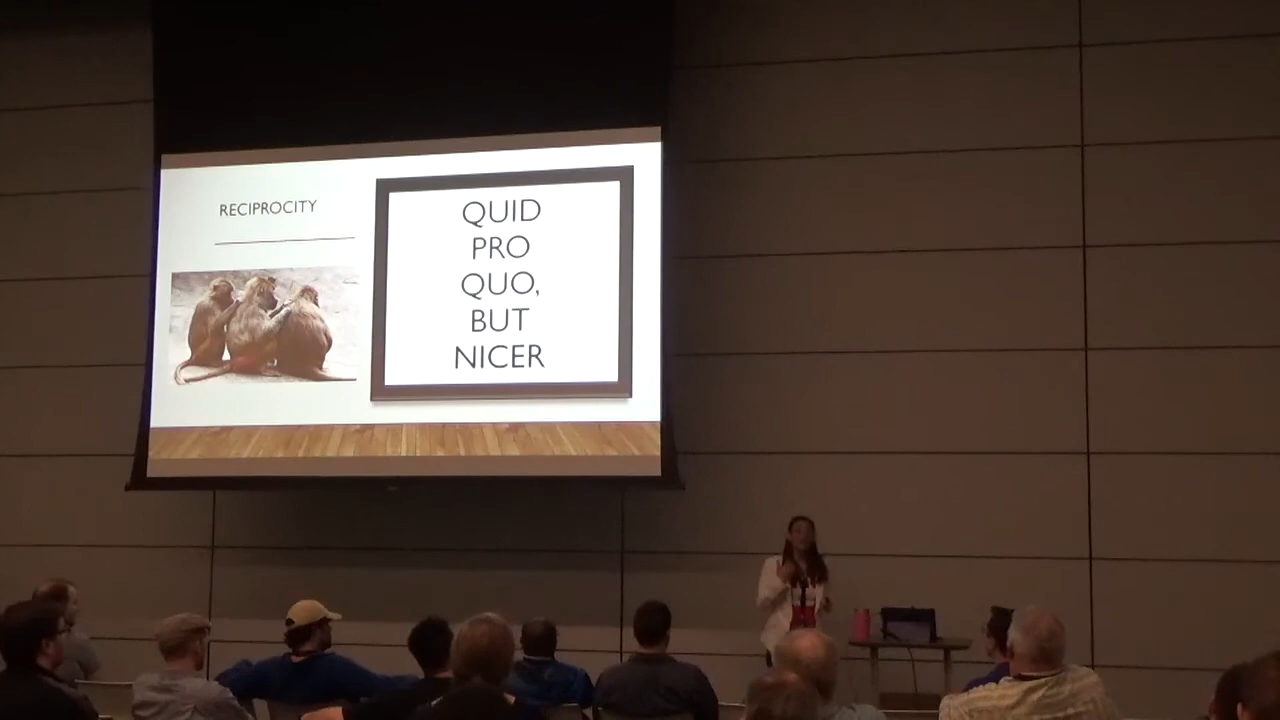 RECIPROCITY
QUID
PRO
QUO,
BUT
NICER